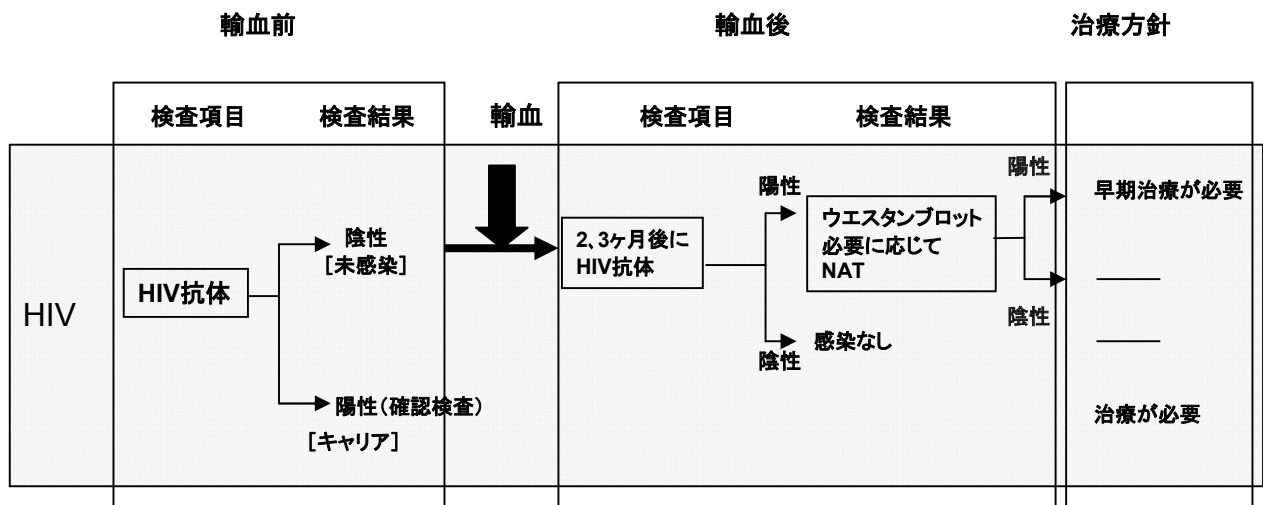 輸血前
輸血後
治療方針
検査項目
検査結果
輸血
検査項目
検査結果
HIV
HIV抗体
陰性
[未感染]
陽性(確認検査)
[キャリア]
2、3ヶ月後に
HIV抗体
陽性
ウエスタンブロット
必要に応じて
NAT
陰性
感染なし
陽性
早期治療が必要
陰性
治療が必要